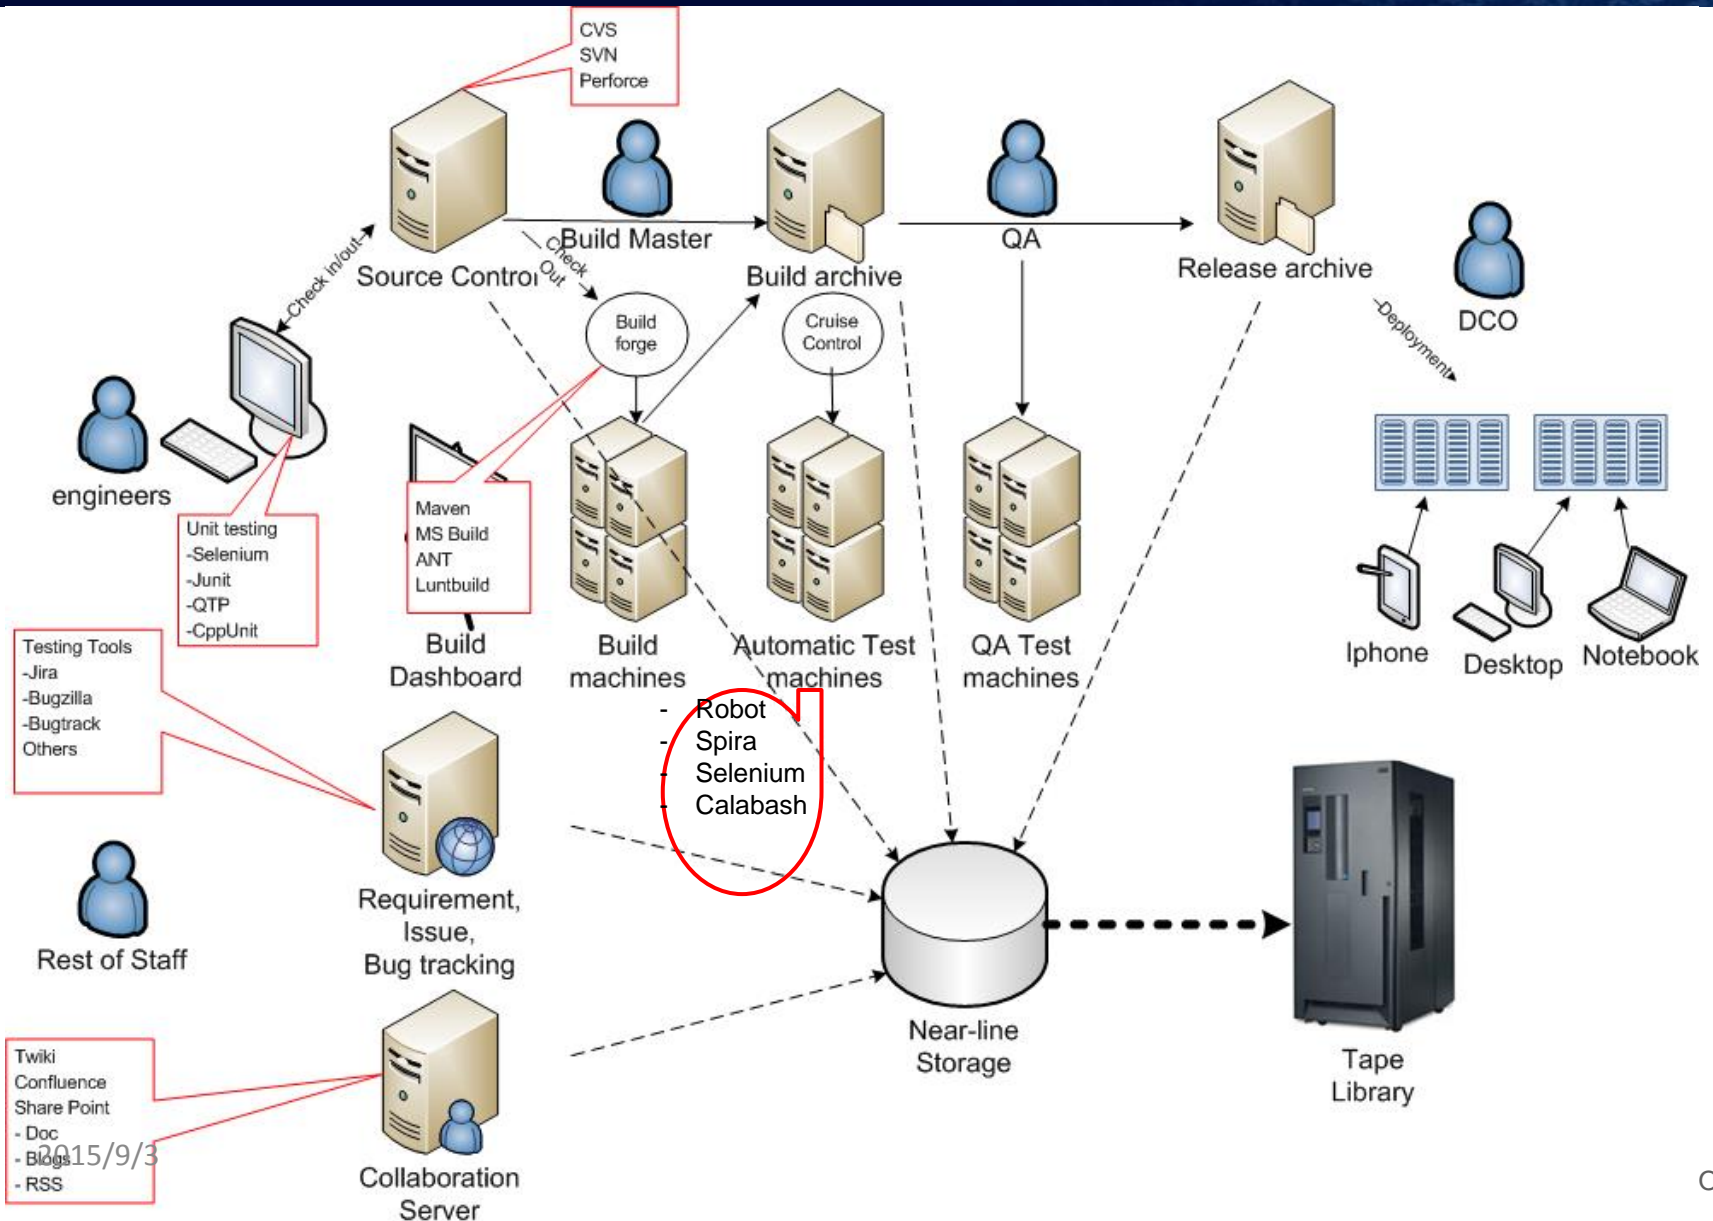 CVS
SVN
Perforce
Build Master
QA
Source Control
Check
Out
Build archive
Release archive
DCO
Check in/out
Deployment
Build
forge
Cruise
Control
engineers
Unit testing
-Selenium
-Junit
-QTP
-CppUnit
Maven
MS Build
ANT
Luntbuild
Build
Dashboard
Build
machines
Automatic Test
machines
QA Test
machines
Iphone
Desktop
Notebook
Testing Tools
-Jira
-Bugzilla
-Bugtrack
Others
- Robot
- Spira
- Selenium
- Calabash
Requirement,
Issue,
Bug tracking
Rest of Staff
Near-line
Storage
Tape
Library
Twiki
Confluence
Share Point
- Doc
- Blogs
- RSS
2015/9/3
Collaboration
Server